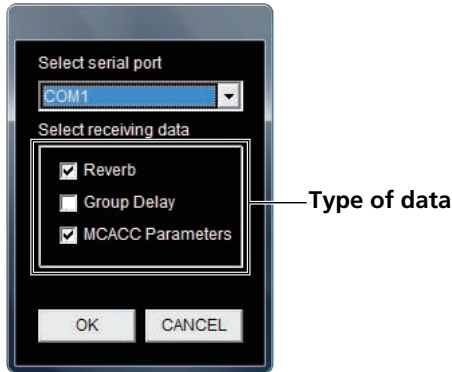 Select serial port
COM1
Select receiving data
Reverb
Group Delay
MCACC Parameters
Type of data
OK
CANCEL